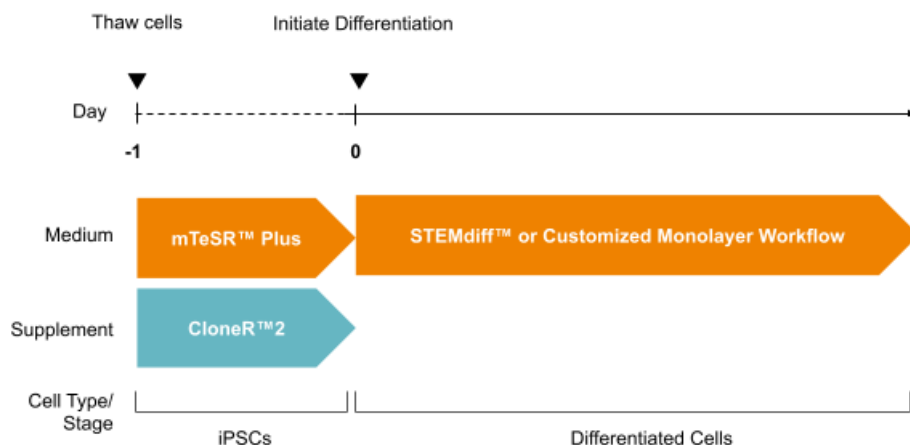 Thaw cells
Initiate Differentiation
Day
-1
0
Medium
mTeSR™ Plus
STEMdiff™ or Customized Monolayer Workflow
Supplement
CloneR™2
Cell Type/
Stage
iPSCs
Differentiated Cells